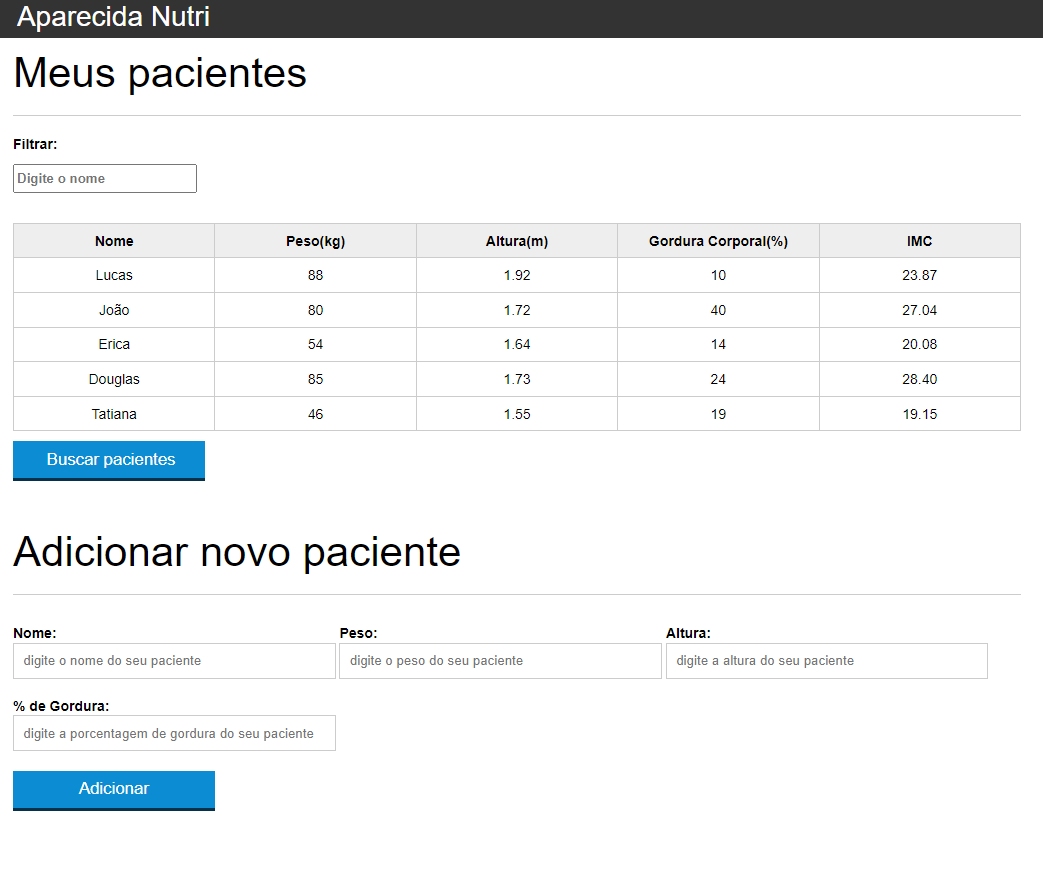 Aparecida Nutri
Meus pacientes
Filtrar:
Digite o nome
Nome Peso(kg) Altura(m) Gordura Corporal(%) IMC
Lucas 88 1.92 10 23.87
João 80 1.72 40 27.04
Erica 54 1.64 14 20.08
Douglas 85 1.73 24 28.40
Tatiana 46 1.55 19 19.15
Buscar pacientes
Adicionar novo paciente
Nome: Peso: Altura:
digite o nome do seu paciente digite o peso do seu paciente digite a altura do seu paciente
% de Gordura:
digite a porcentagem de gordura do seu paciente
Adicionar